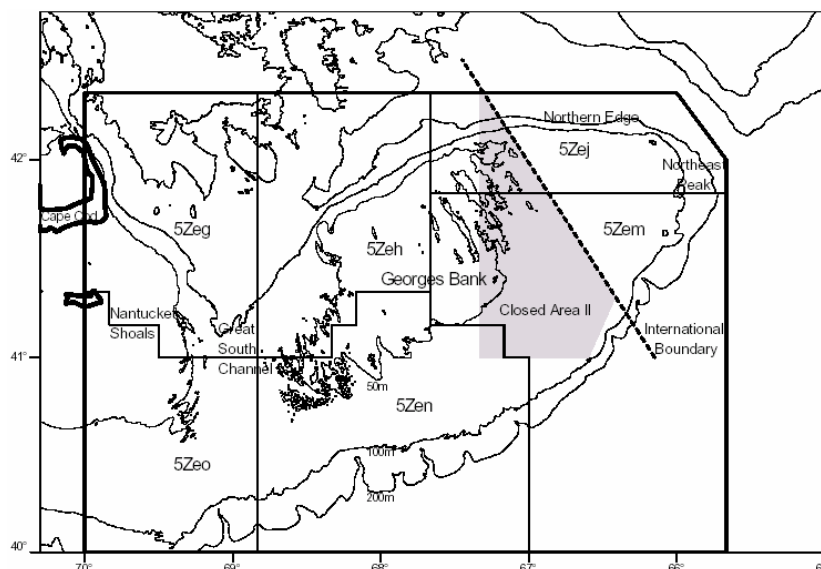 Northern Edge
5Zej
42°
Northeast
Peak
Cape Cod
5Zeg
5Zem
5Zeh
Georges Bank
Nantucket
Shoals
Closed Area II
Great
South
Channel
International
Boundary
41°
50m
5Zen
100m
5Zeo
200m
40°
70°
69°
68°
67°
66°